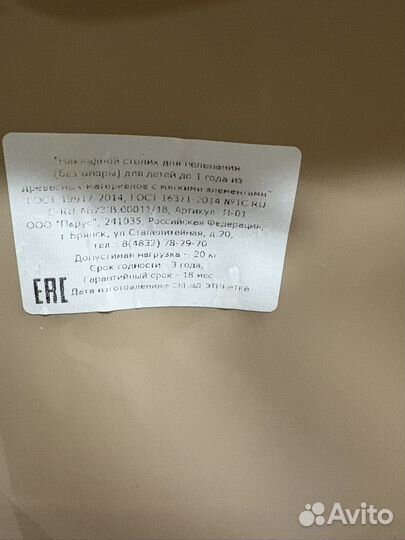 "Накладной столик для пеленания
(Без опоры) для детей до 1 года из
древесных материалов с мягкими элементами"
ГОСТ 19917 2014, ГОСТ 16371-2014 №ТС RU
C-RU.АБ73.В.00011/18, Артикул: 11-01
ООО "Парус", 241035, Российская Федерация,
г Брянск, ул Сталелитейная, д.20,
тел : 8(4832) 78-29-70
Допустимая нагрузка - 20 кг
Срок годности - 3 года,
Гарантийный срок - 18 мес
Дата изготовления - см на этикетке
EAC
Avito